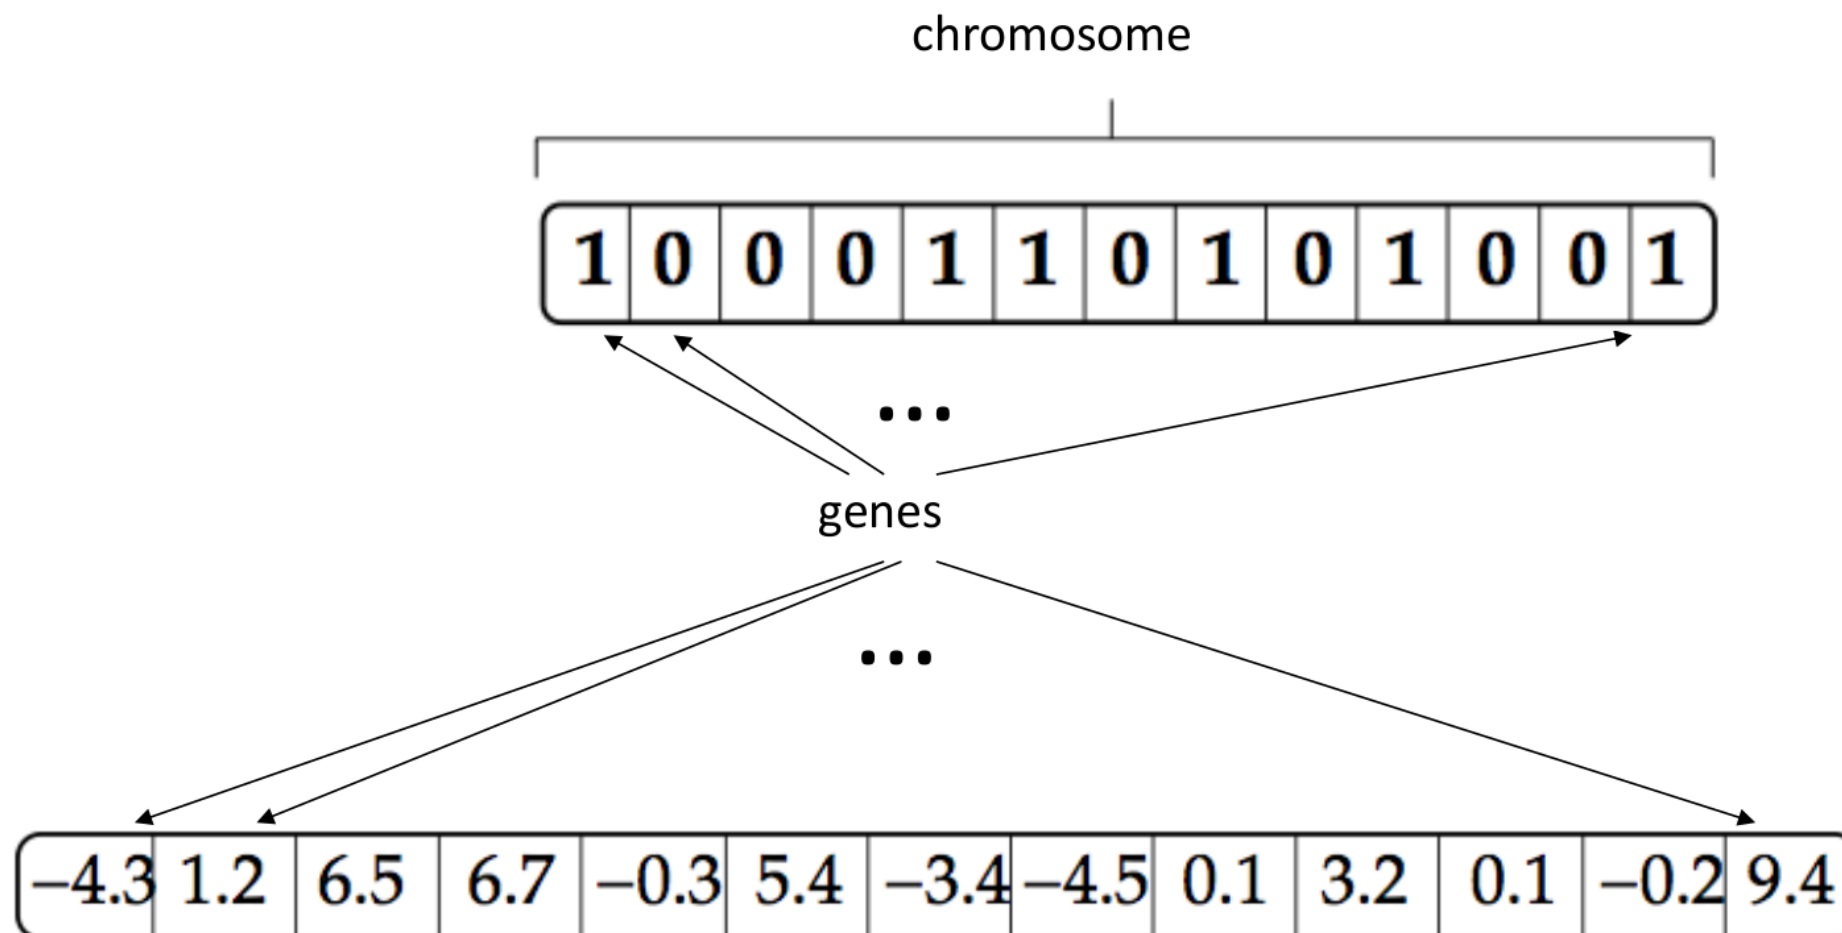 chromosome
1 0 0 0 1 1 0 1 0 1 0 0 1
...
genes
...
–4.3 1.2 6.5 6.7 –0.3 5.4 –3.4 –4.5 0.1 3.2 0.1 –0.2 9.4